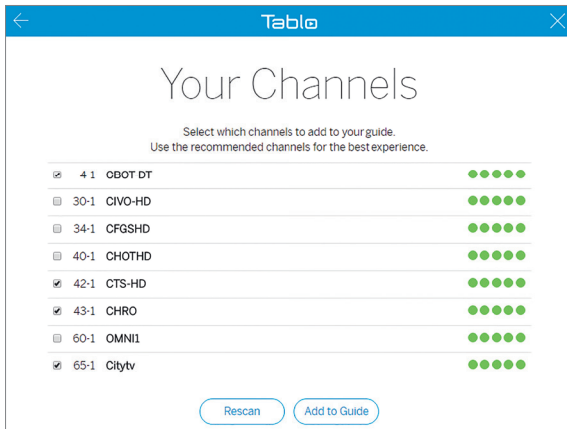 Tablo
Your Channels
Select which channels to add to your guide.
Use the recommended channels for the best experience.
4 1 CBOT DT
30-1 CIVO-HD
34-1 CFGSHD
40-1 CHOTHD
42-1 CTS-HD
43-1 CHRO
60-1 OMNI1
65-1 Citytv
Rescan Add to Guide